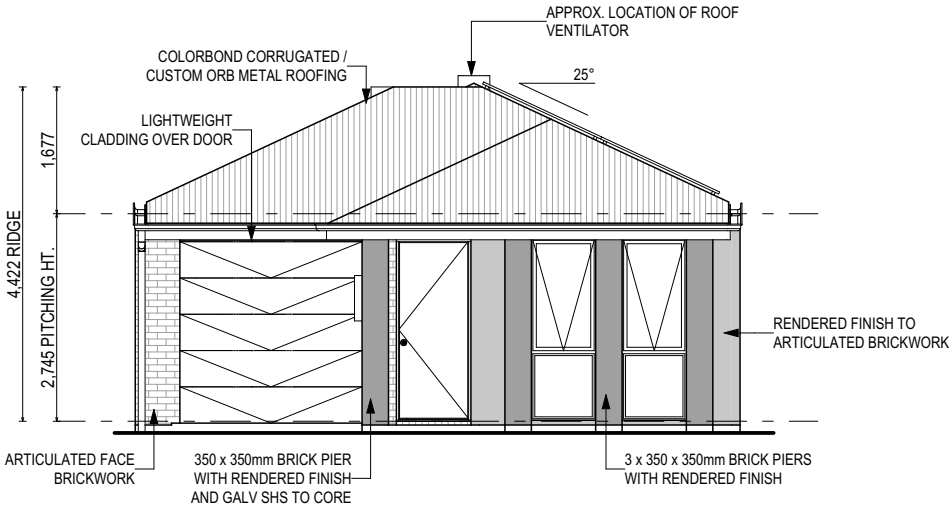 APPROX. LOCATION OF ROOF
VENTILATOR
COLORBOND CORRUGATED /
CUSTOM ORB METAL ROOFING
25°
LIGHTWEIGHT
CLADDING OVER DOOR
1,677
4,422 RIDGE
2,745 PITCHING HT.
RENDERED FINISH TO
ARTICULATED BRICKWORK
ARTICULATED FACE
BRICKWORK
350 x 350mm BRICK PIER
WITH RENDERED FINISH
AND GALV SHS TO CORE
3 x 350 x 350mm BRICK PIERS
WITH RENDERED FINISH